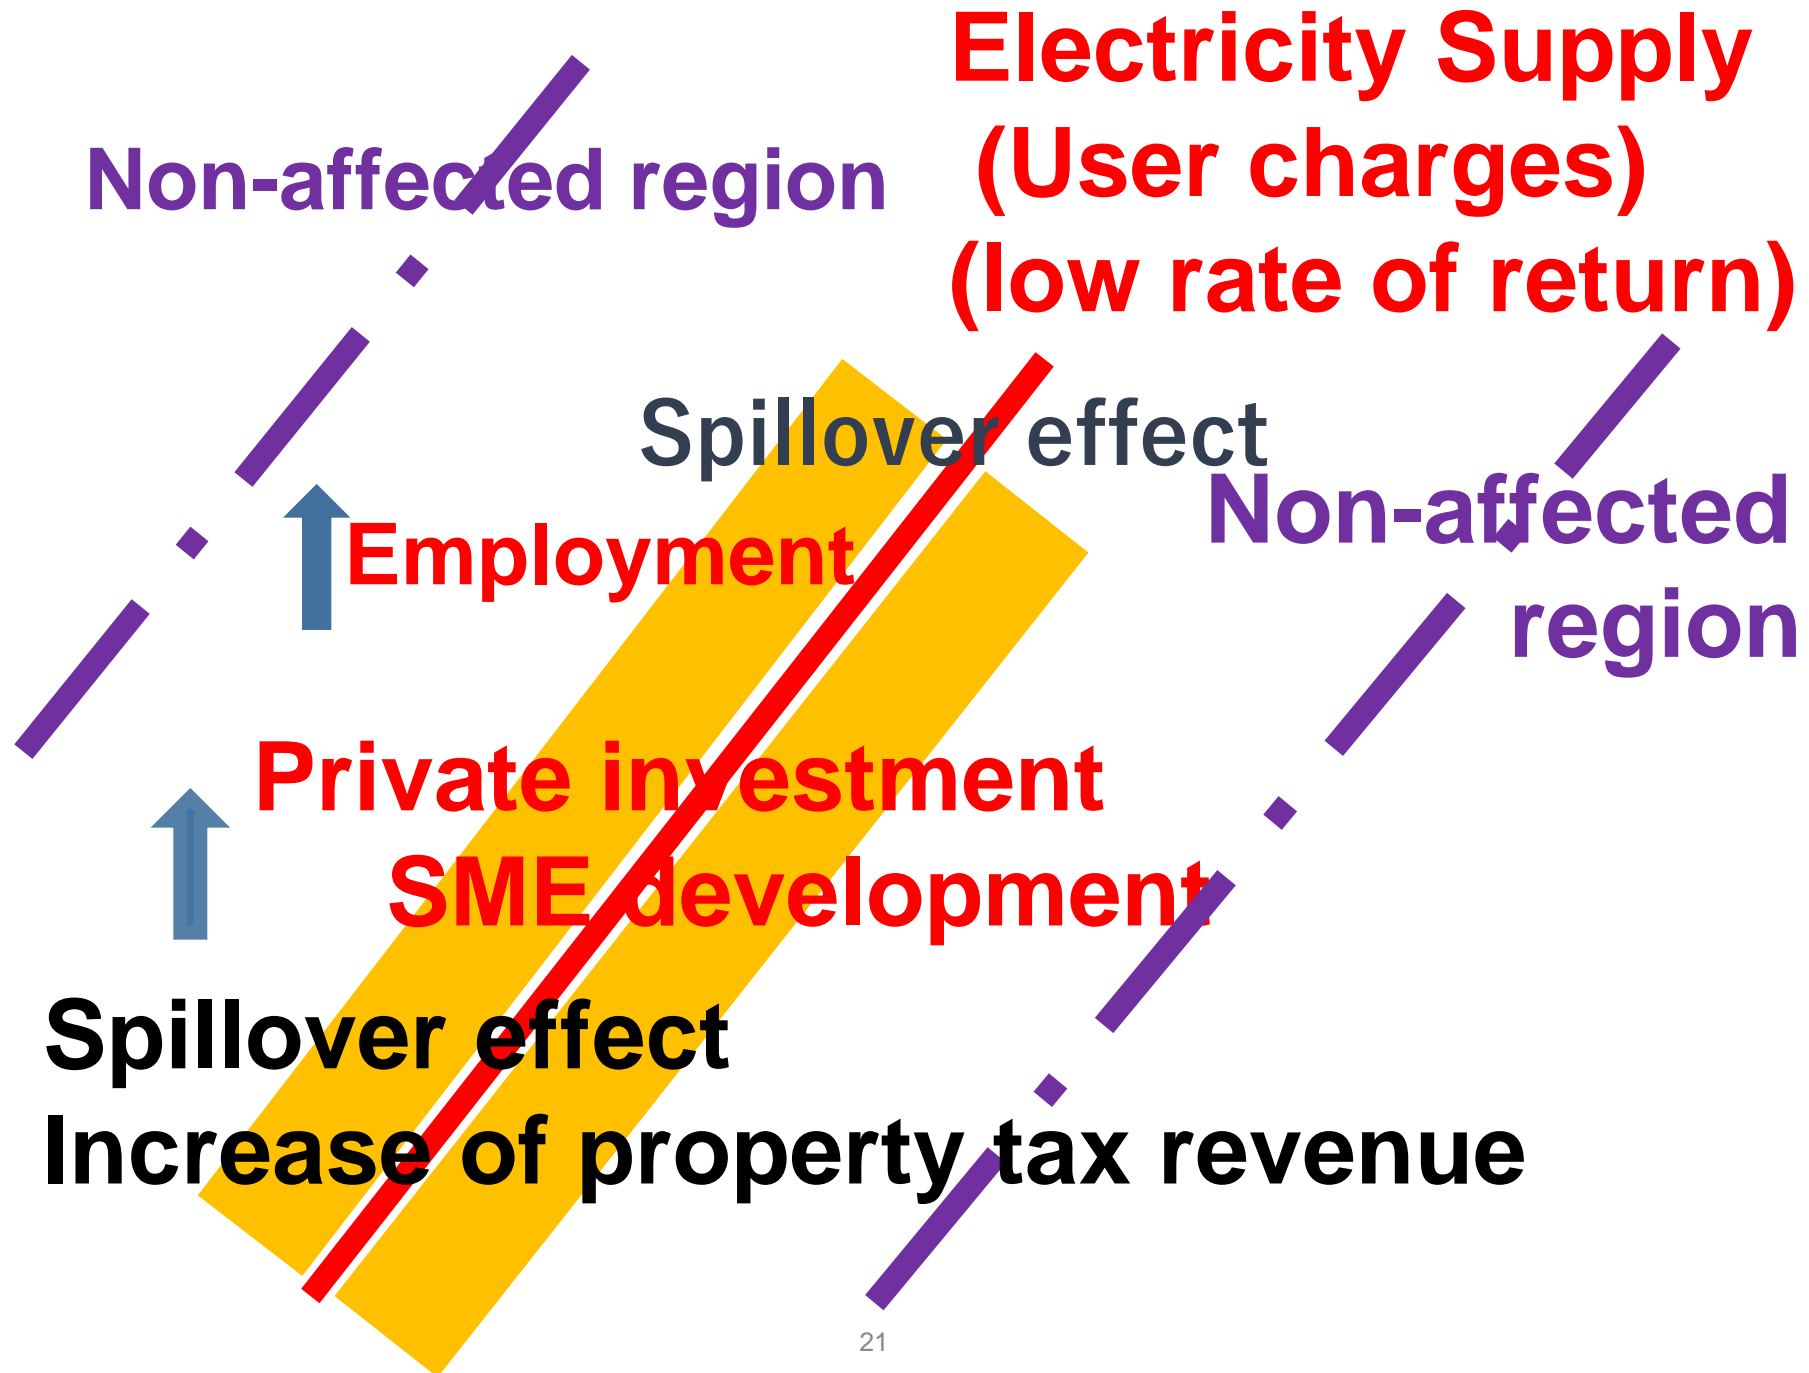 Electricity Supply
(User charges)
(low rate of return)
Non-affected region
Spillover effect
Non-affected
region
Employment
Private investment
SME development
Spillover effect
Increase of property tax revenue
21